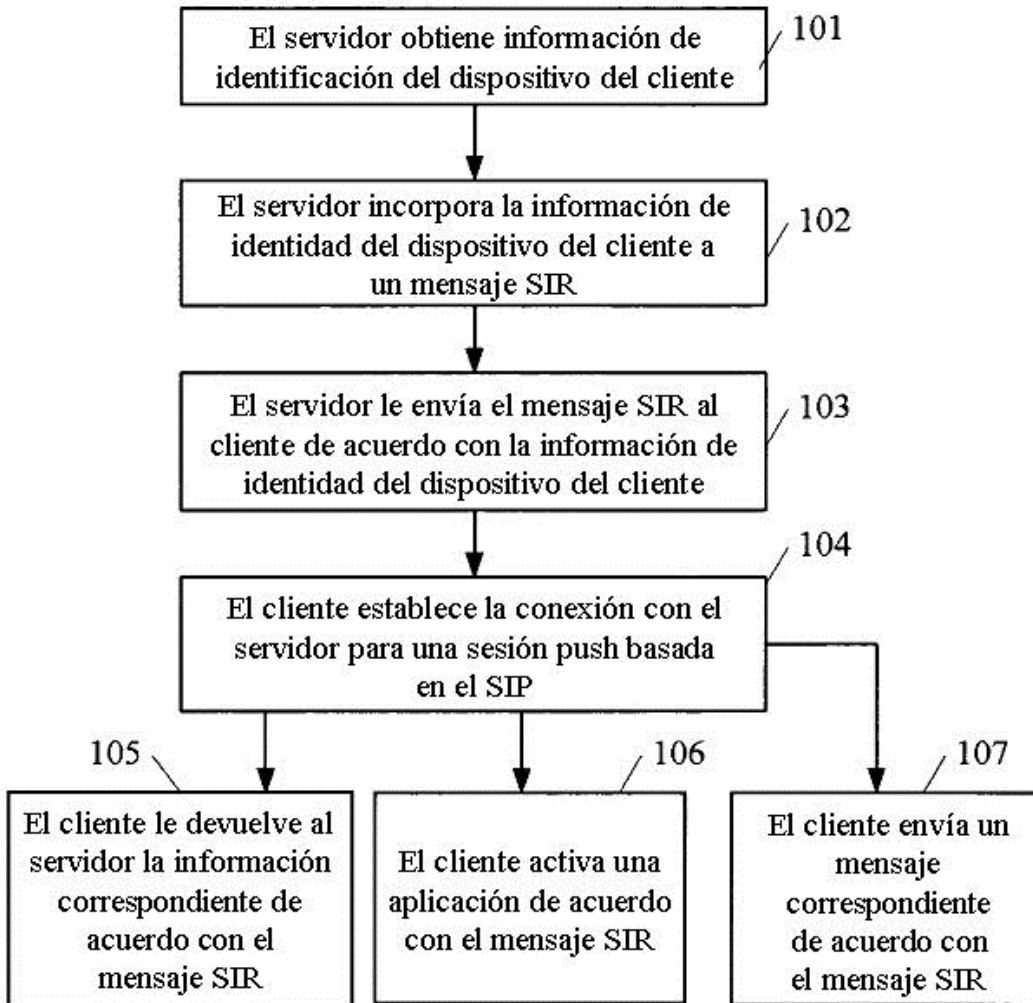 El servidor obtiene información de
identificación del dispositivo del cliente
101
El servidor incorpora la información de
identidad del dispositivo del cliente a
un mensaje SIR
102
El servidor le envía el mensaje SIR al
cliente de acuerdo con la información de
identidad del dispositivo del cliente
103
104
El cliente establece la conexión con el
servidor para una sesión push basada
en el SIP
105
El cliente le devuelve al
servidor la información
correspondiente de
acuerdo con el
mensaje SIR
106
El cliente activa una
aplicación de acuerdo
con el mensaje SIR
107
El cliente envía un
mensaje
correspondiente
de acuerdo con
el mensaje SIR